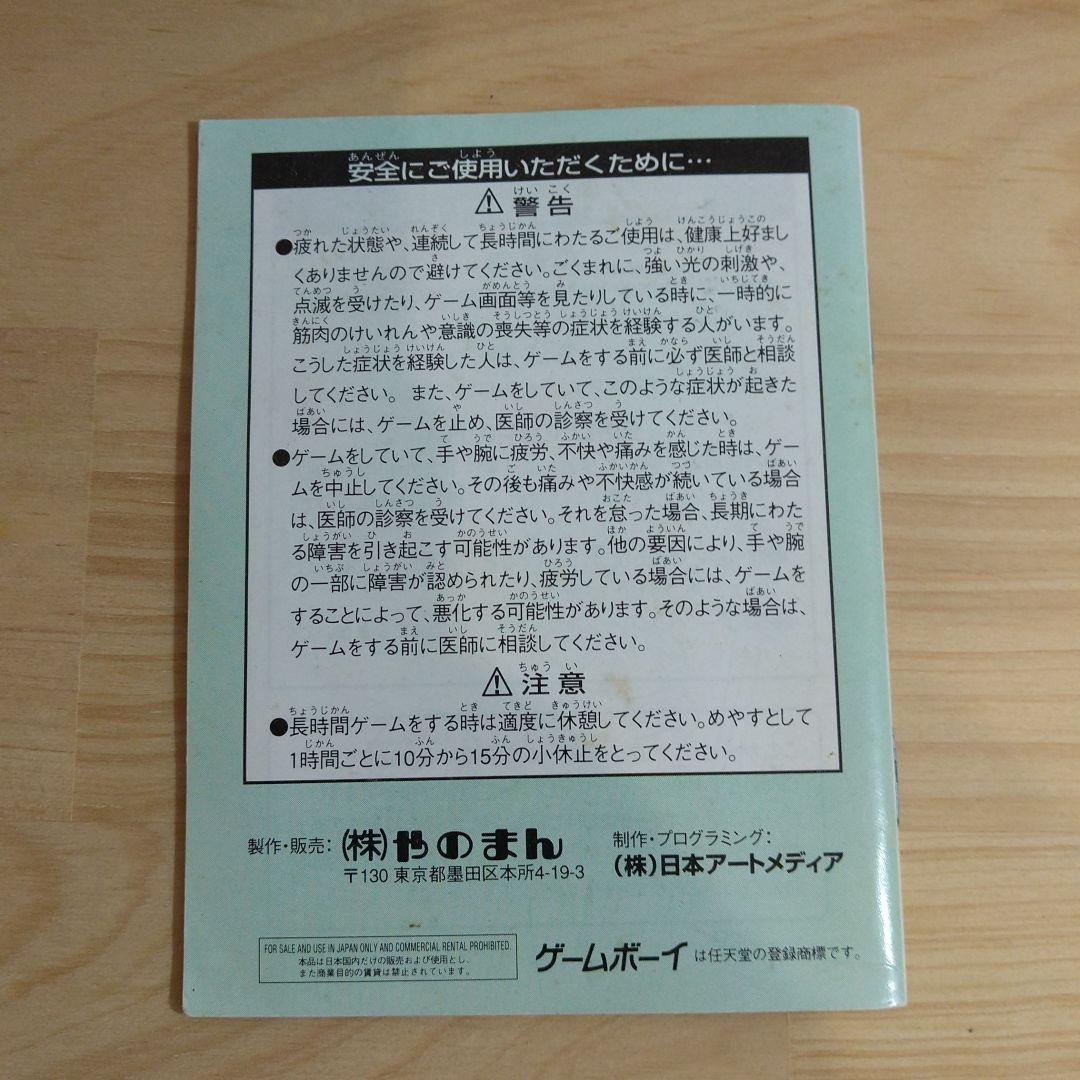 安全にご使用いただくために…
⚠ 警告
●疲れた状態や、連続して長時間にわたるご使用は、健康上好まし
くありませんので避けてください。ごくまれに、強い光の刺激や、
点滅を受けたり、ゲーム画面等を見たりしている時に、一時的に
筋肉のけいれんや意識の喪失等の症状を経験する人がいます。
こうした症状を経験した人は、ゲームをする前に必ず医師と相談
してください。 また、ゲームをしていて、このような症状が起きた
場合には、ゲームを止め、医師の診察を受けてください。
●ゲームをしていて、手や腕に疲労、不快や痛みを感じた時は、ゲー
ムを中止してください。その後も痛みや不快感が続いている場合
は、医師の診察を受けてください。それを怠った場合、長期にわた
る障害を引き起こす可能性があります。他の要因により、手や腕
の一部に障害が認められたり、疲労している場合には、ゲームを
することによって、悪化する可能性があります。そのような場合は、
ゲームをする前に医師に相談してください。
⚠ 注意
●長時間ゲームをする時は適度に休憩してください。めやすとして
1時間ごとに10分から15分の小休止をとってください。
製作・販売：(株)やのまん
〒130 東京都墨田区本所4-19-3
制作・プログラミング：
(株)日本アートメディア
FOR SALE AND USE IN JAPAN ONLY AND COMMERCIAL RENTAL PROHIBITED.
本品は日本国内だけの販売および使用とし、
また商業目的の賃貸は禁止されています。
ゲームボーイは任天堂の登録商標です。